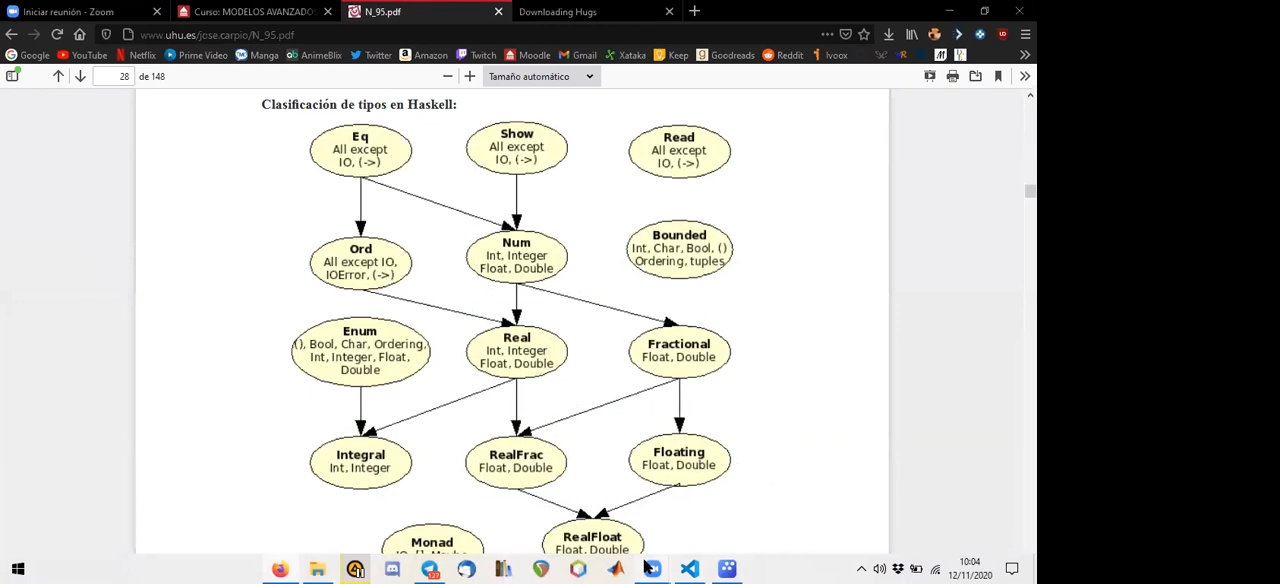 Iniciar reunión - Zoom
Curso: MODELOS AVANZADOS
N_95.pdf
Downloading Hugs
www.uhu.es/jose.carpio/N_95.pdf
Google YouTube Netflix Prime Video Manga AnimeBlix Twitter Amazon Twitch Moodle Gmail Xataka Keep Goodreads Reddit Ivoox
28 de 148
Tamaño automático
Clasificación de tipos en Haskell:
Eq
All except
IO, (->)
Show
All except
IO, (->)
Read
All except
IO, (->)
Ord
All except IO,
IOError, (->)
Num
Int, Integer
Float, Double
Bounded
Int, Char, Bool, ()
Ordering, tuples
Enum
(), Bool, Char, Ordering,
Int, Integer, Float,
Double
Real
Int, Integer
Float, Double
Fractional
Float, Double
Integral
Int, Integer
RealFrac
Float, Double
Floating
Float, Double
Monad
IO, [], Maybe
RealFloat
Float, Double
10:04
12/11/2020